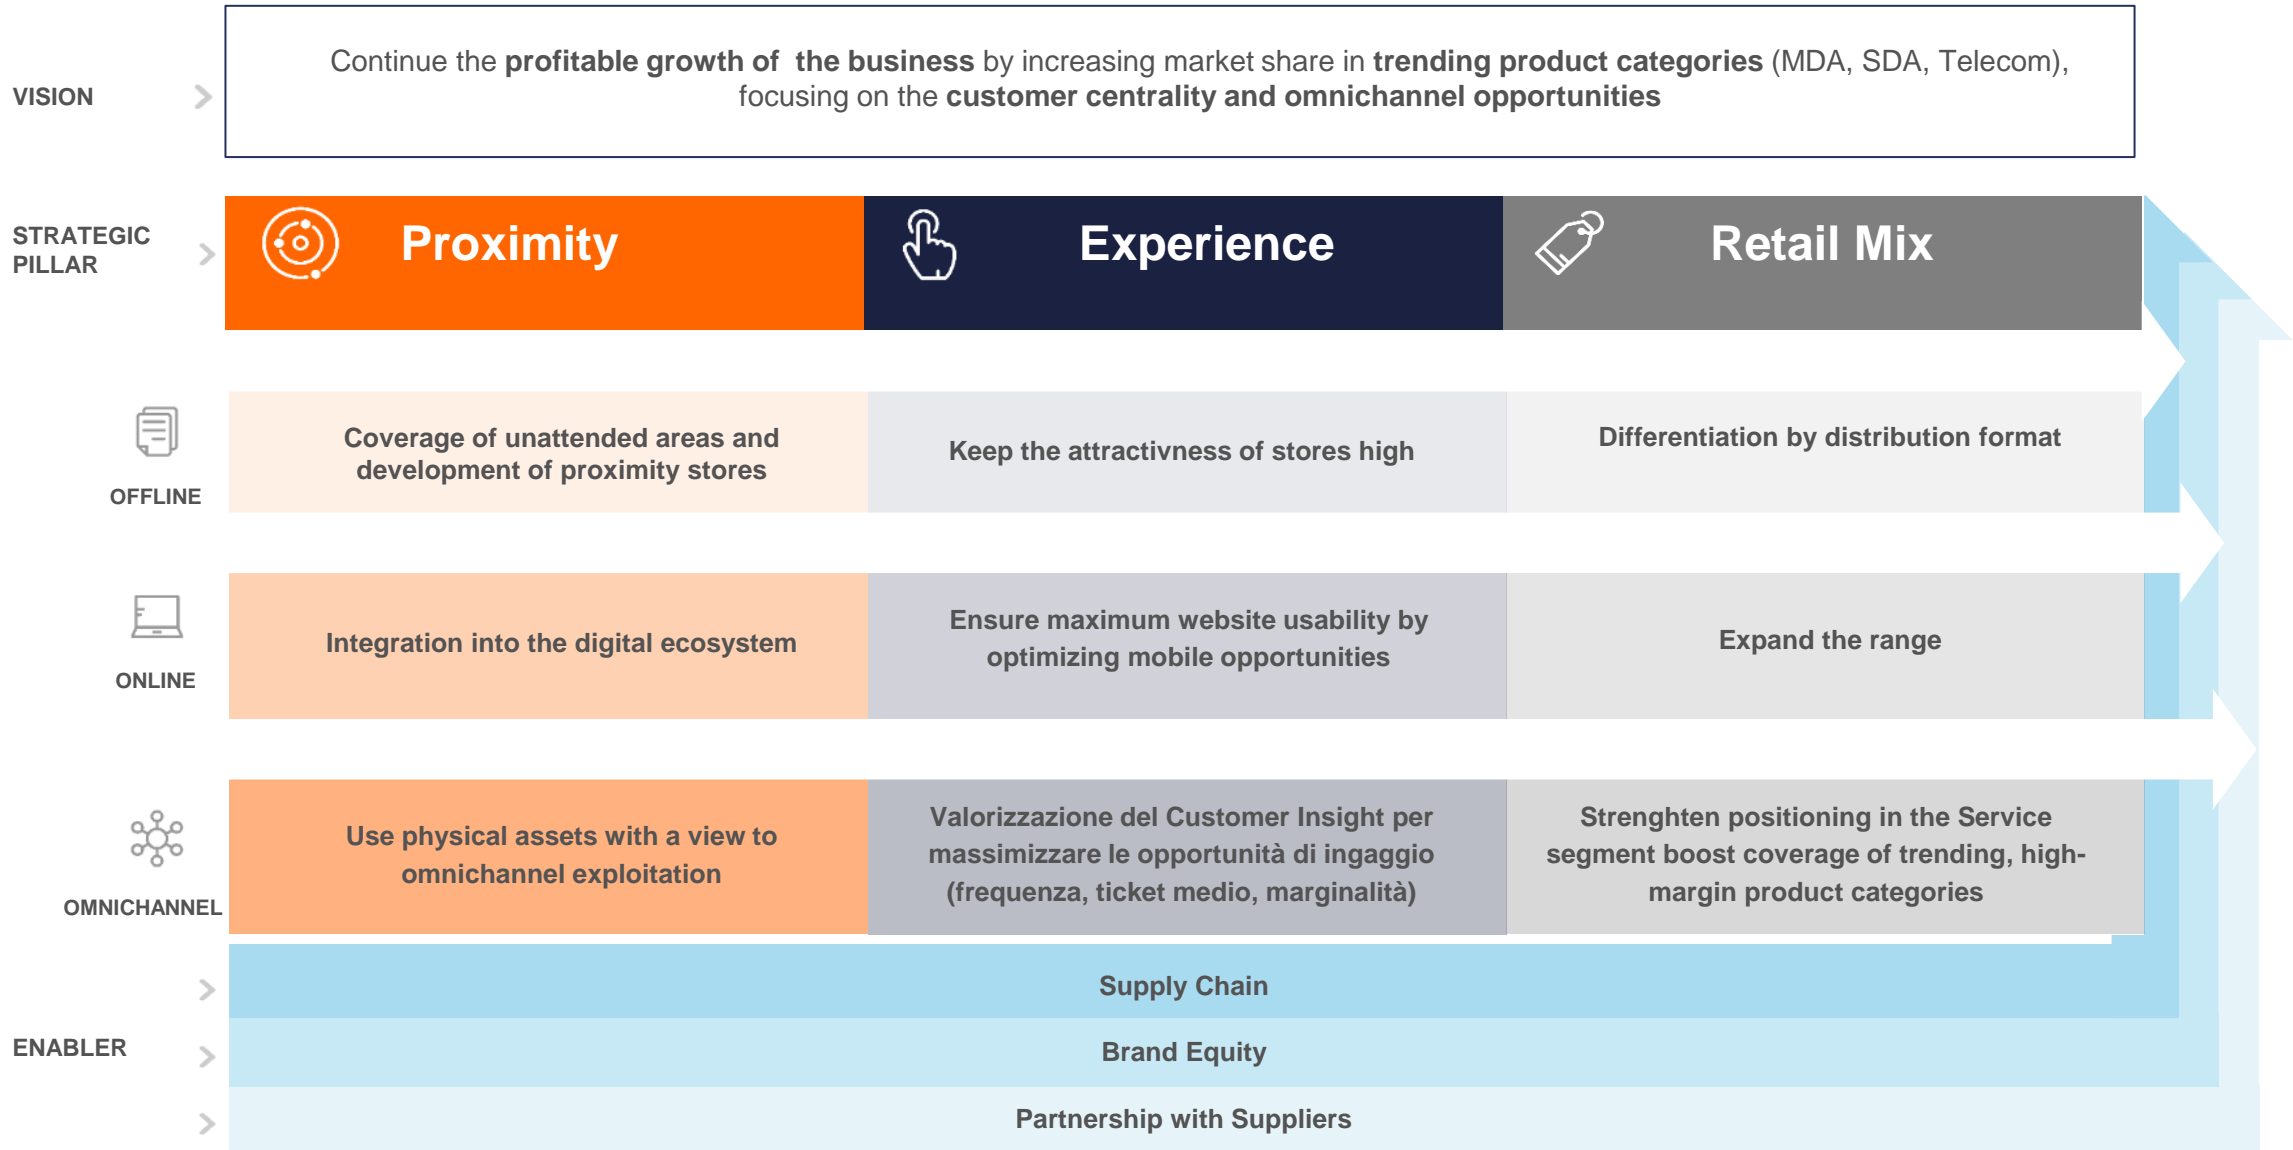 Continue the profitable growth of the business by increasing market share in trending product categories (MDA, SDA, Telecom),
focusing on the customer centrality and omnichannel opportunities
VISION
STRATEGIC
PILLAR
Proximity
Experience
Retail Mix
OFFLINE
Coverage of unattended areas and
development of proximity stores
Keep the attractivness of stores high
Differentiation by distribution format
ONLINE
Integration into the digital ecosystem
Ensure maximum website usability by
optimizing mobile opportunities
Expand the range
OMNICHANNEL
Use physical assets with a view to
omnichannel exploitation
Valorizzazione del Customer Insight per
massimizzare le opportunità di ingaggio
(frequenza, ticket medio, marginalità)
Strenghten positioning in the Service
segment boost coverage of trending, high-
margin product categories
ENABLER
Supply Chain
Brand Equity
Partnership with Suppliers